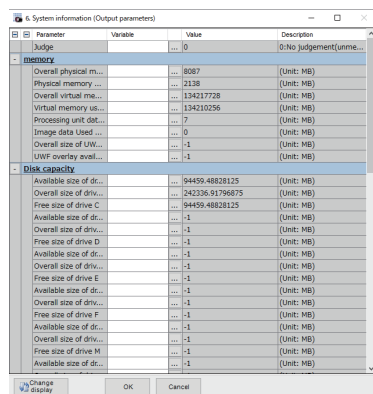 6. System information (Output parameters)
Parameter Variable Value Description
Judge ... 0 0:No judgement(unme...
- memory
Overall physical m... ... 8087 (Unit: MB)
Physical memory ... ... 2138 (Unit: MB)
Overall virtual me... ... 134217728 (Unit: MB)
Virtual memory us... ... 134210256 (Unit: MB)
Processing unit dat... ... 7 (Unit: MB)
Image data Used ... ... 0 (Unit: MB)
Overall size of UW... ... -1 (Unit: MB)
UWF overlay avail... ... -1 (Unit: MB)
- Disk capacity
Available size of dr... ... 94459.48828125 (Unit: MB)
Overall size of driv... ... 242336.91796875 (Unit: MB)
Free size of drive C ... 94459.48828125 (Unit: MB)
Available size of dr... ... -1 (Unit: MB)
Overall size of driv... ... -1 (Unit: MB)
Free size of drive D ... -1 (Unit: MB)
Available size of dr... ... -1 (Unit: MB)
Overall size of driv... ... -1 (Unit: MB)
Free size of drive E ... -1 (Unit: MB)
Available size of dr... ... -1 (Unit: MB)
Overall size of driv... ... -1 (Unit: MB)
Free size of drive F ... -1 (Unit: MB)
Available size of dr... ... -1 (Unit: MB)
Overall size of driv... ... -1 (Unit: MB)
Free size of drive M ... -1 (Unit: MB)
Available size of dr... ... -1 (Unit: MB)
Change display OK Cancel